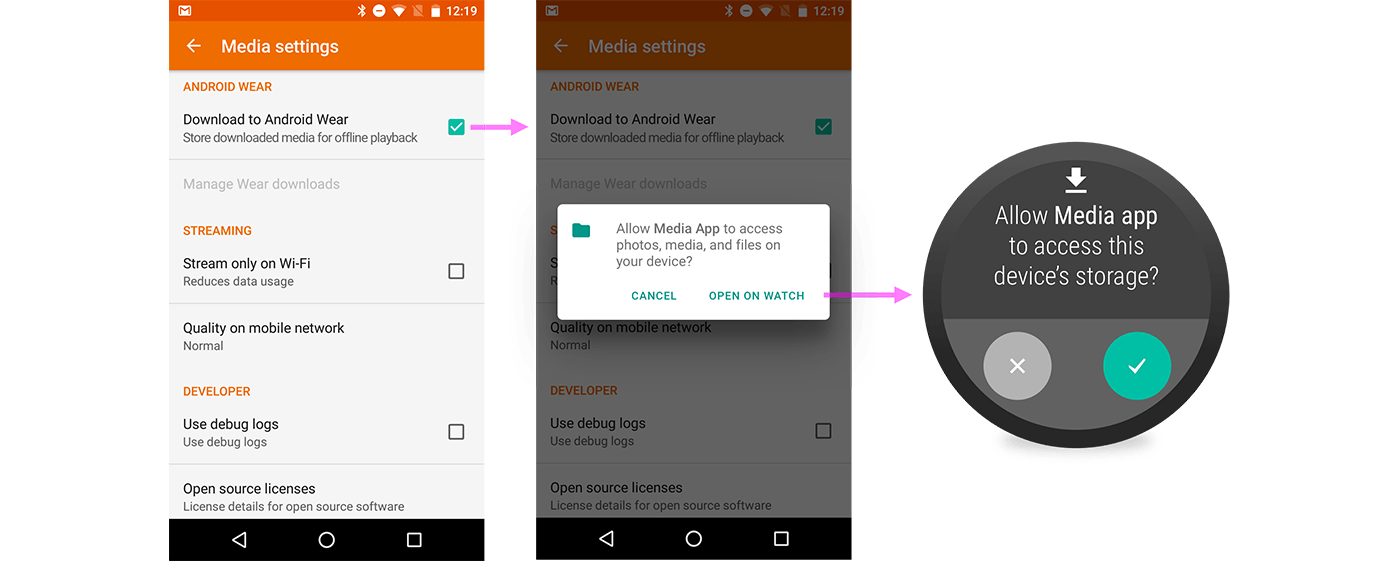 12:19
Media settings
ANDROID WEAR
Download to Android Wear
Store downloaded media for offline playback
Manage Wear downloads
STREAMING
Stream only on Wi-Fi
Reduces data usage
Quality on mobile network
Normal
DEVELOPER
Use debug logs
Use debug logs
Open source licenses
License details for open source software
12:19
Media settings
ANDROID WEAR
Download to Android Wear
Store downloaded media for offline playback
Manage Wear downloads
Allow Media App to access
photos, media, and files on
your device?
CANCEL OPEN ON WATCH
Quality on mobile network
Normal
DEVELOPER
Use debug logs
Use debug logs
Open source licenses
License details for open source software
Allow Media app
to access this
device's storage?